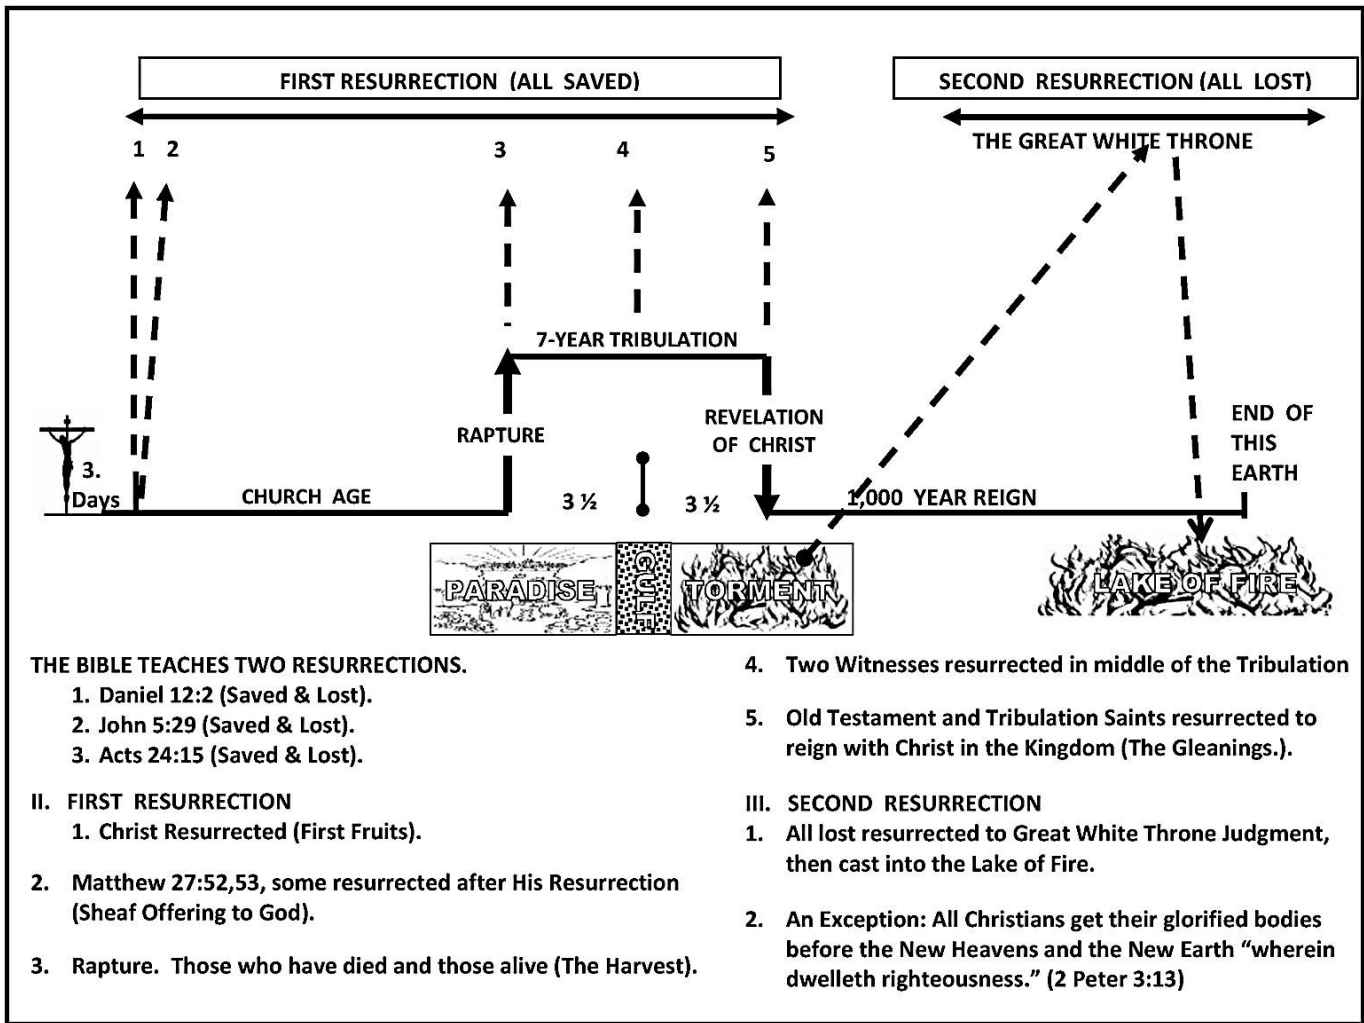 FIRST RESURRECTION (ALL SAVED)
SECOND RESURRECTION (ALL LOST)
THE GREAT WHITE THRONE
1 2 3 4 5
7-YEAR TRIBULATION
RAPTURE
REVELATION
OF CHRIST
END OF
THIS
EARTH
3.
Days
CHURCH AGE
3 ½
3 ½
1,000 YEAR REIGN
PARADISE
GULF
TORMENT
LAKE OF FIRE
THE BIBLE TEACHES TWO RESURRECTIONS.
1. Daniel 12:2 (Saved & Lost).
2. John 5:29 (Saved & Lost).
3. Acts 24:15 (Saved & Lost).
II. FIRST RESURRECTION
1. Christ Resurrected (First Fruits).
2. Matthew 27:52,53, some resurrected after His Resurrection
(Sheaf Offering to God).
3. Rapture. Those who have died and those alive (The Harvest).
4. Two Witnesses resurrected in middle of the Tribulation
5. Old Testament and Tribulation Saints resurrected to
reign with Christ in the Kingdom (The Gleanings.).
III. SECOND RESURRECTION
1. All lost resurrected to Great White Throne Judgment,
then cast into the Lake of Fire.
2. An Exception: All Christians get their glorified bodies
before the New Heavens and the New Earth “wherein
dwelleth righteousness.” (2 Peter 3:13)